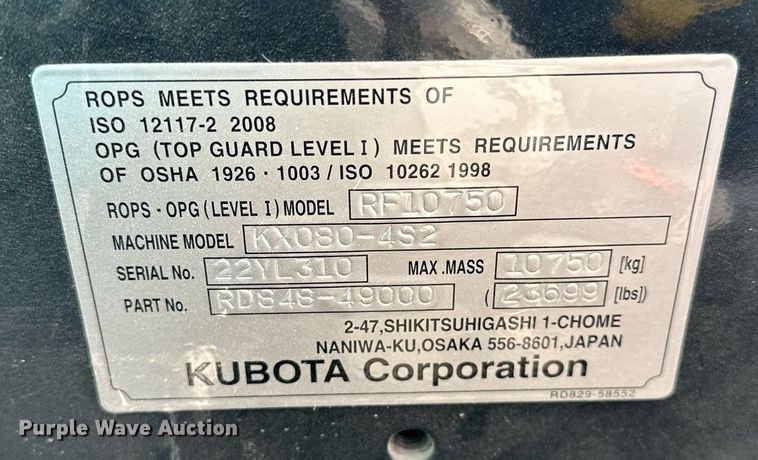 ROPS MEETS REQUIREMENTS OF
ISO 12117-2 2008
OPG (TOP GUARD LEVEL I) MEETS REQUIREMENTS
OF OSHA 1926 · 1003 / ISO 10262 1998
ROPS · OPG (LEVEL I) MODEL RF10750
MACHINE MODEL KX080-4S2
SERIAL No. 22YL310 MAX.MASS 10750 [kg]
PART No. RD848-49000 (23699 [lbs])
2-47,SHIKITSUHIGASHI 1-CHOME
NANIWA-KU,OSAKA 556-8601,JAPAN
KUBOTA Corporation
RD829-58552
Purple Wave Auction